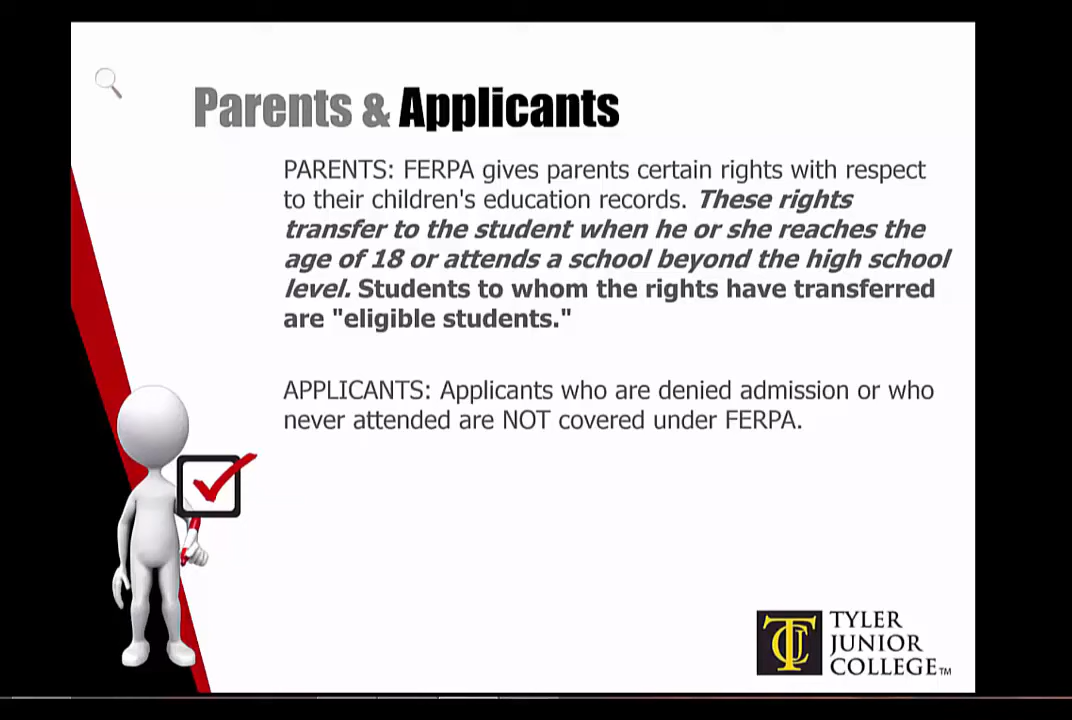 Parents & Applicants
PARENTS: FERPA gives parents certain rights with respect
to their children's education records. These rights
transfer to the student when he or she reaches the
age of 18 or attends a school beyond the high school
level. Students to whom the rights have transferred
are "eligible students."
APPLICANTS: Applicants who are denied admission or who
never attended are NOT covered under FERPA.
TJC
TYLER
JUNIOR
COLLEGE™